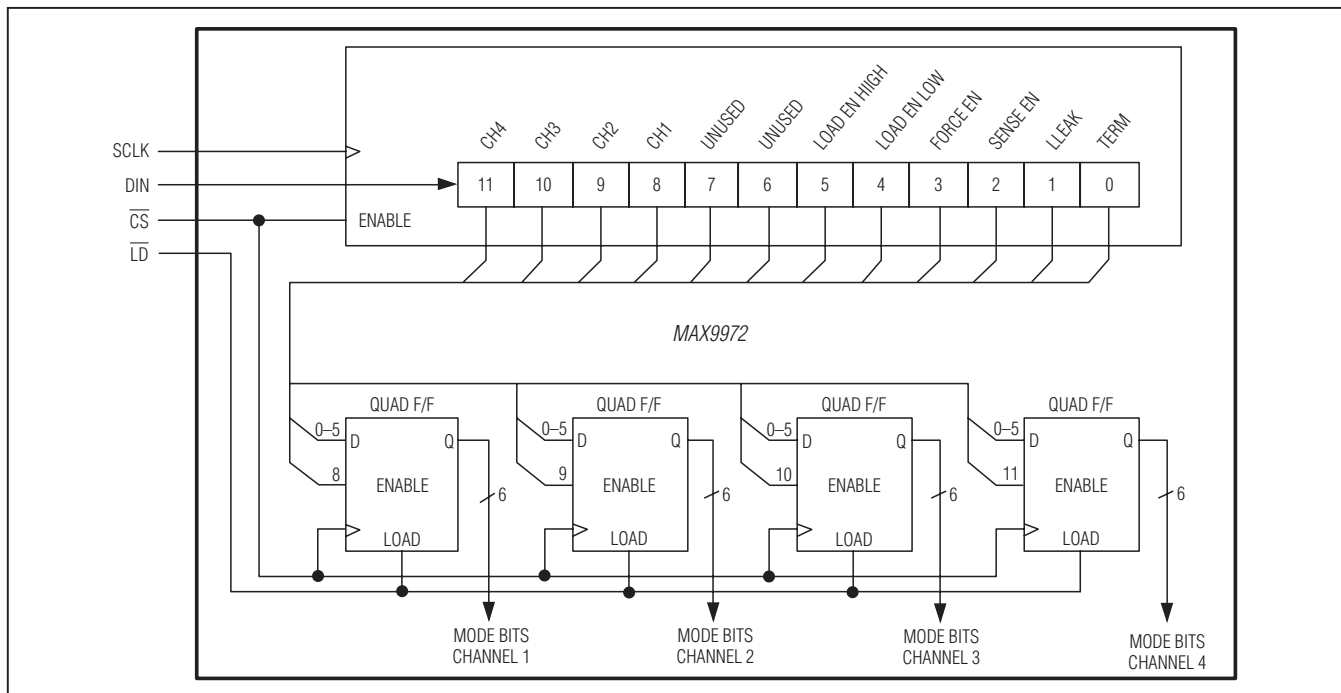 CH4
CH3
CH2
CH1
UNUSED
UNUSED
LOAD EN HIIGH
LOAD EN LOW
FORCE EN
SENSE EN
LLEAK
TERM
SCLK
DIN
CS
LD
ENABLE
11 10 9 8 7 6 5 4 3 2 1 0
MAX9972
QUAD F/F QUAD F/F QUAD F/F QUAD F/F
0–5 D Q 0–5 D Q 0–5 D Q 0–5 D Q
8 ENABLE 6 9 ENABLE 6 10 ENABLE 6 11 ENABLE 6
LOAD LOAD LOAD LOAD
MODE BITS
CHANNEL 1
MODE BITS
CHANNEL 2
MODE BITS
CHANNEL 3
MODE BITS
CHANNEL 4